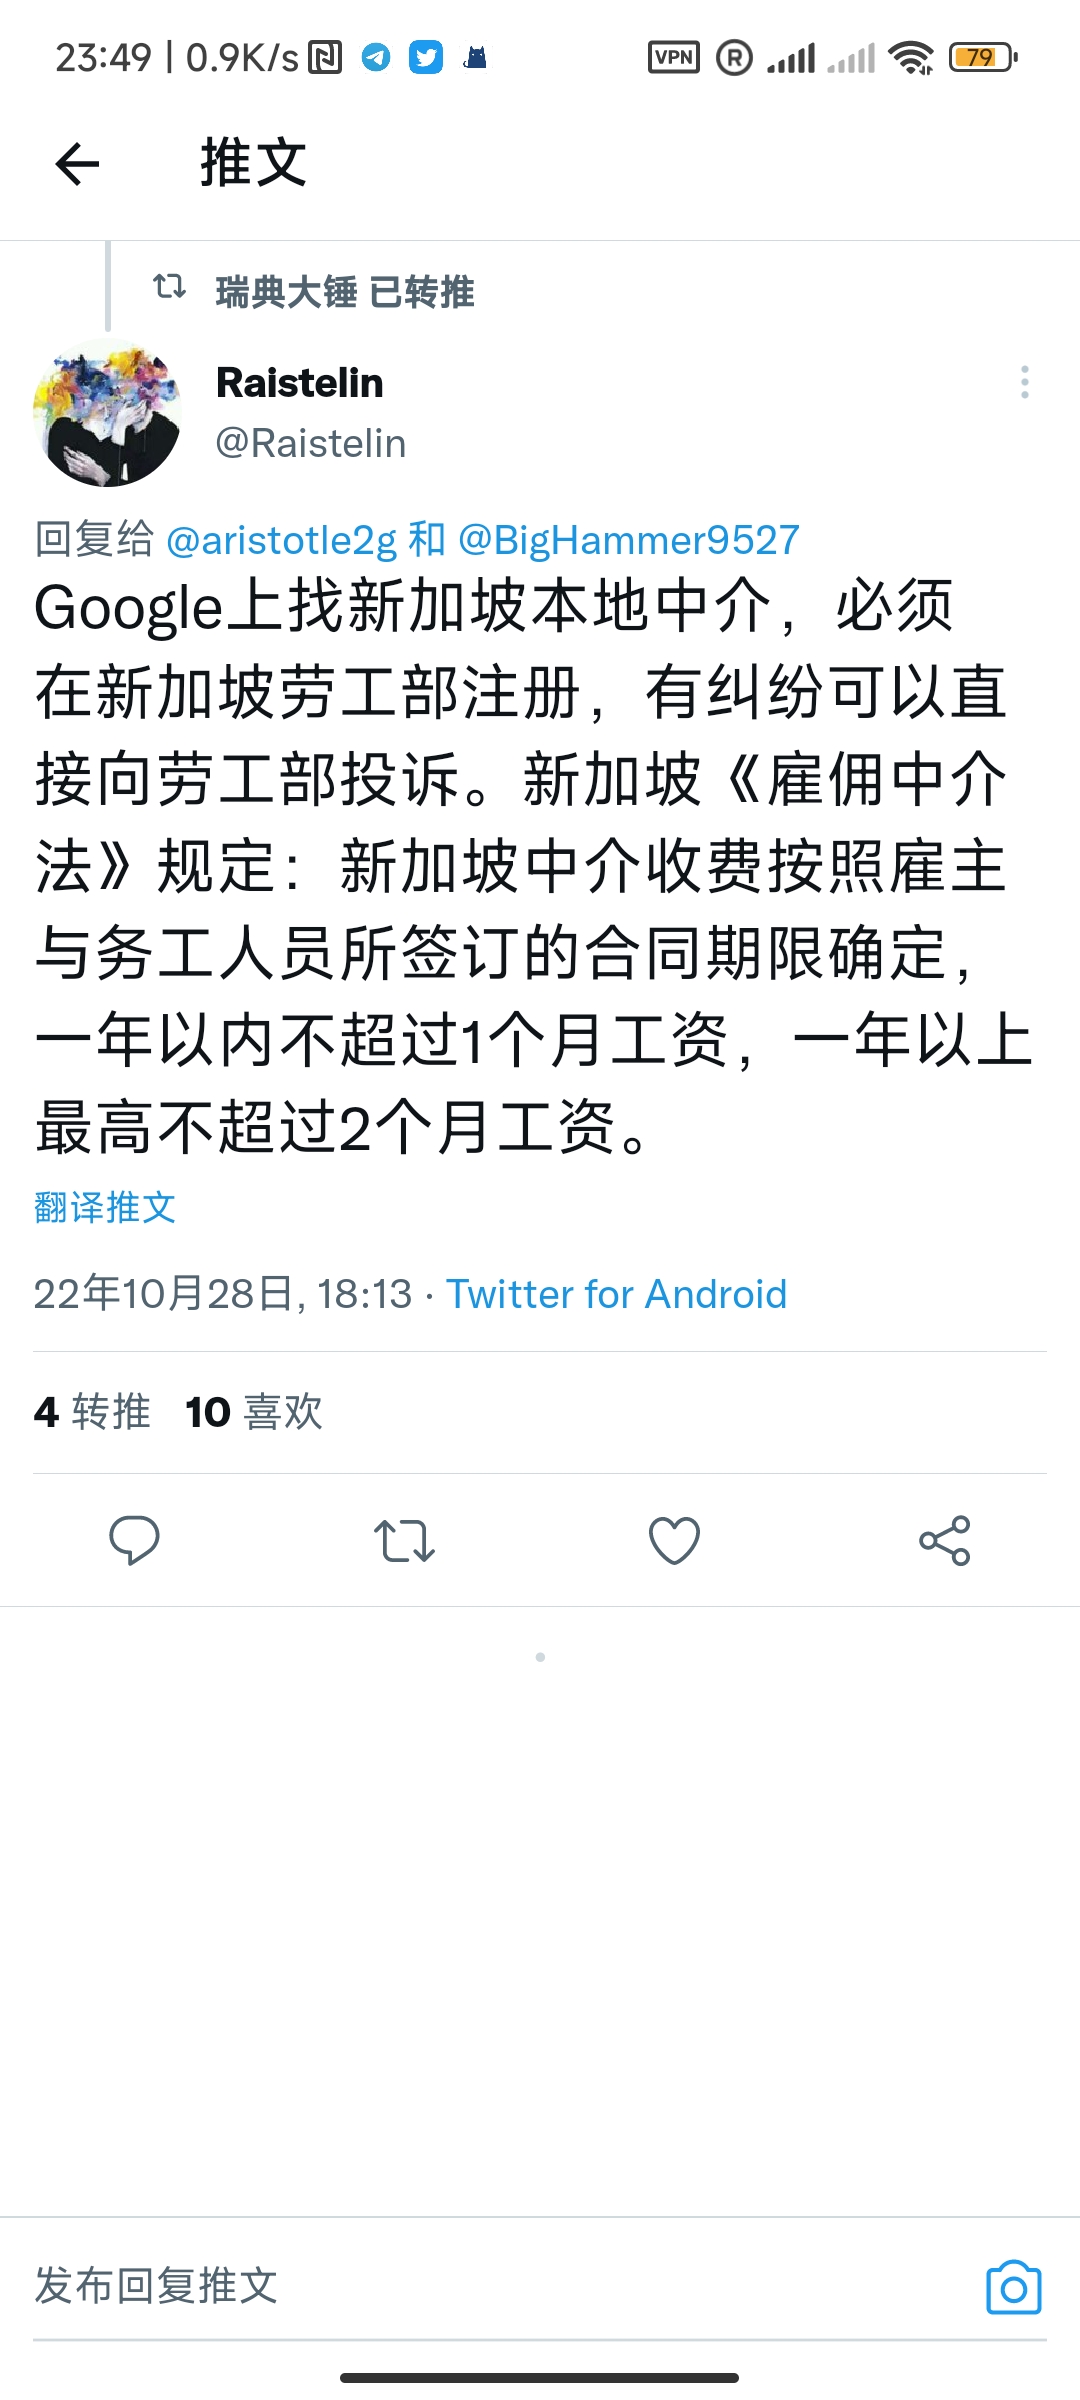 23:49 | 0.9K/s VPN R 79
推文
瑞典大锤 已转推
Raistelin
@Raistelin
回复给 @aristotle2g 和 @BigHammer9527
Google上找新加坡本地中介，必须
在新加坡劳工部注册，有纠纷可以直
接向劳工部投诉。新加坡《雇佣中介
法》规定：新加坡中介收费按照雇主
与务工人员所签订的合同期限确定，
一年以内不超过1个月工资，一年以上
最高不超过2个月工资。
翻译推文
22年10月28日, 18:13 · Twitter for Android
4 转推 10 喜欢
发布回复推文